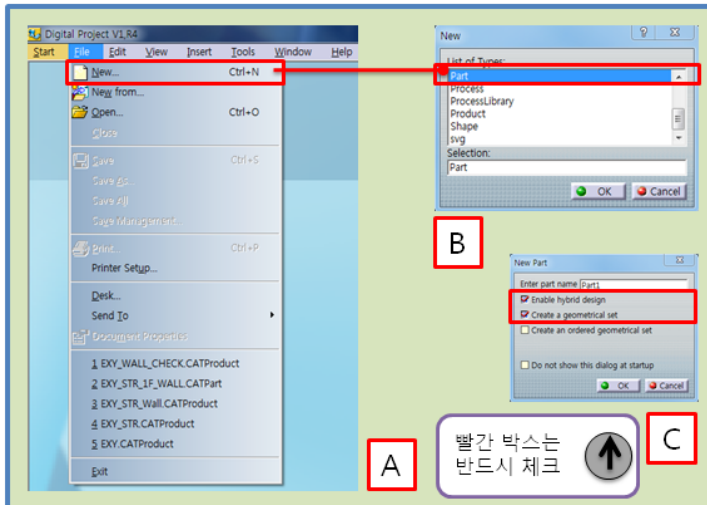 Digital Project V1,R4
Start File Edit View Insert Tools Window Help
New... Ctrl+N
New from...
Open... Ctrl+O
Close
Save Ctrl+S
Save As...
Save All
Save Management...
Print... Ctrl+P
Printer Setup...
Desk...
Send To
Document Properties
1 EXY_WALL_CHECK.CATProduct
2 EXY_STR_1F_WALL.CATPart
3 EXY_STR_Wall.CATProduct
4 EXY_STR.CATProduct
5 EXY.CATProduct
Exit
A
New
List of Types:
Part
Process
ProcessLibrary
Product
Shape
svg
Selection:
Part
OK Cancel
B
New Part
Enter part name Part1
Enable hybrid design
Create a geometrical set
Create an ordered geometrical set
Do not show this dialog at startup
OK Cancel
C
빨간 박스는
반드시 체크